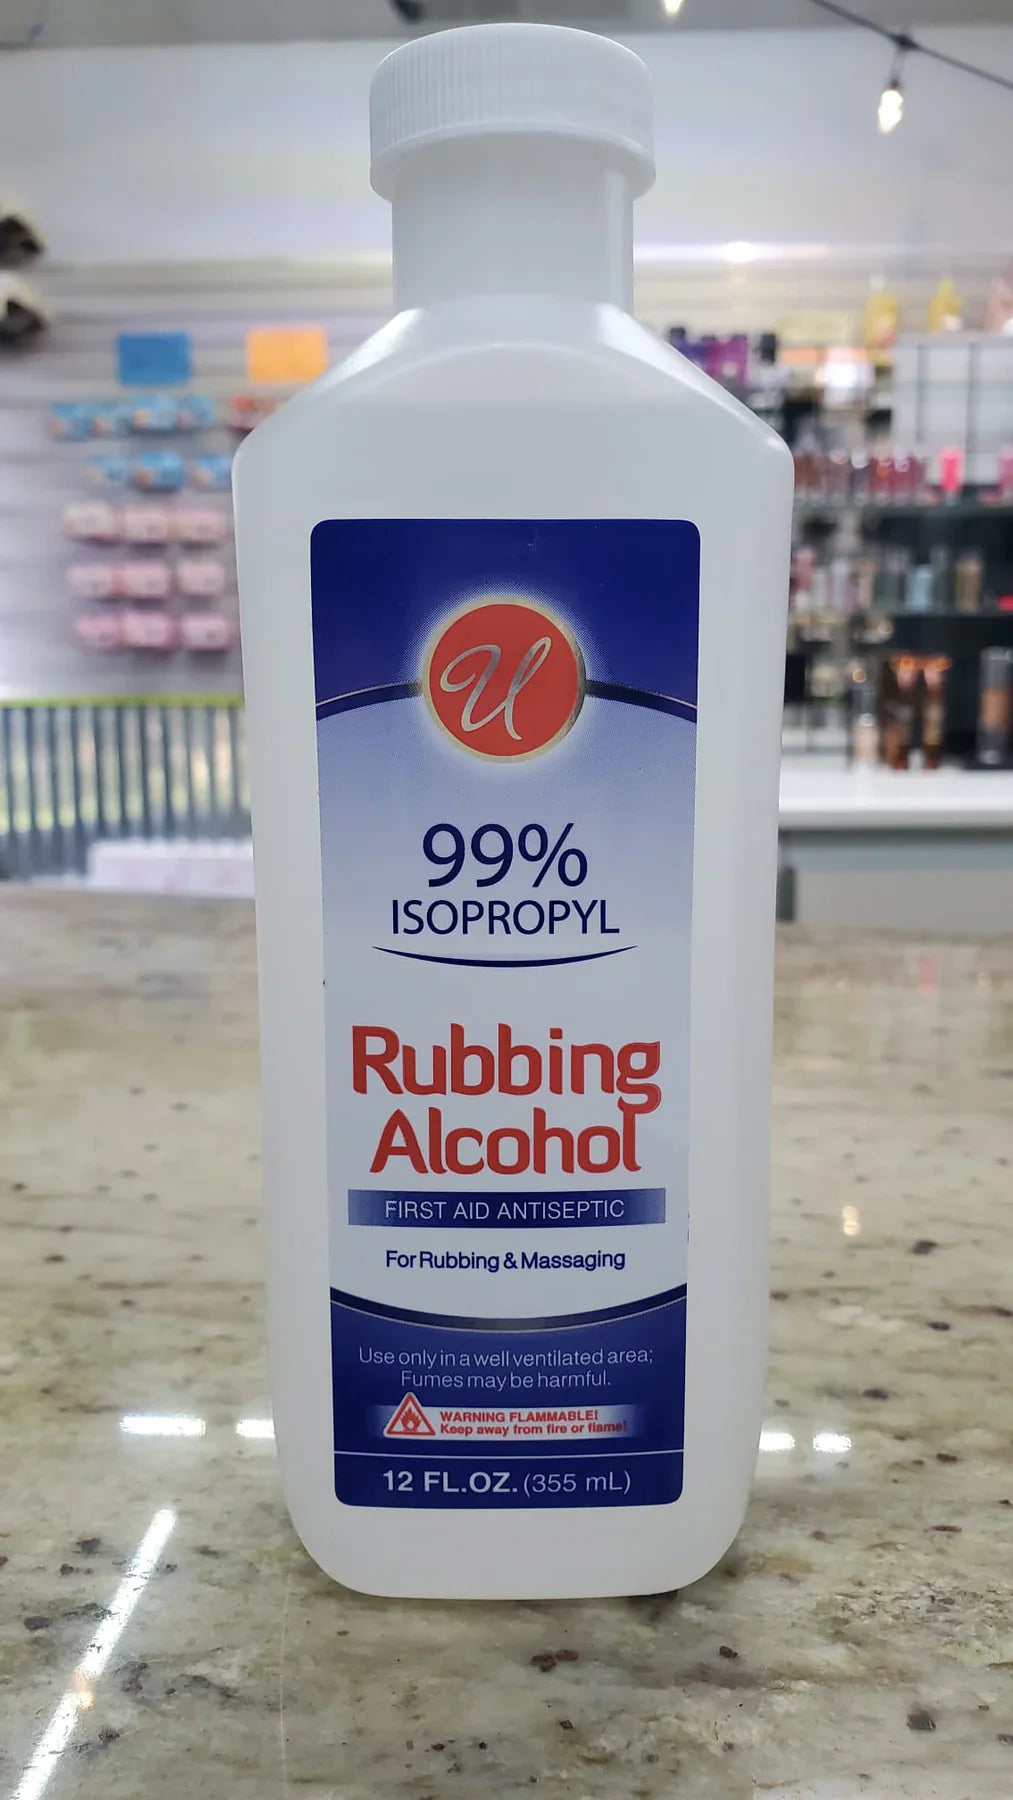 U
99%
ISOPROPYL
Rubbing
Alcohol
FIRST AID ANTISEPTIC
For Rubbing & Massaging
Use only in a well ventilated area;
Fumes may be harmful.
WARNING FLAMMABLE!
Keep away from fire or flame!
12 FL.OZ. (355 mL)